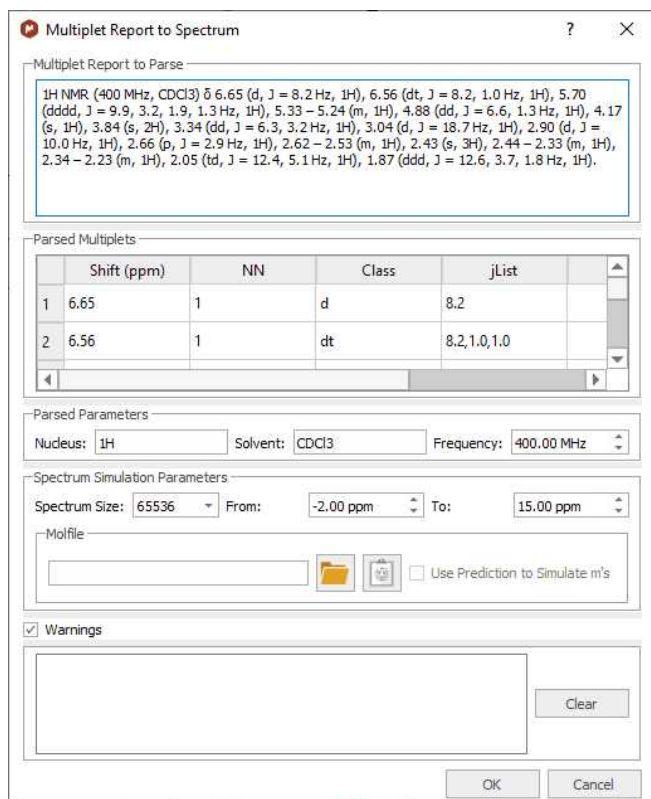 Multiplet Report to Spectrum ?
Multiplet Report to Parse
1H NMR (400 MHz, CDCl3) δ 6.65 (d, J = 8.2 Hz, 1H), 6.56 (dt, J = 8.2, 1.0 Hz, 1H), 5.70
(dddd, J = 9.9, 3.2, 1.9, 1.3 Hz, 1H), 5.33 – 5.24 (m, 1H), 4.88 (dd, J = 6.6, 1.3 Hz, 1H), 4.17
(s, 1H), 3.84 (s, 2H), 3.34 (dd, J = 6.3, 3.2 Hz, 1H), 3.04 (d, J = 18.7 Hz, 1H), 2.90 (d, J =
10.0 Hz, 1H), 2.66 (p, J = 2.9 Hz, 1H), 2.62 – 2.53 (m, 1H), 2.43 (s, 3H), 2.44 – 2.33 (m, 1H),
2.34 – 2.23 (m, 1H), 2.05 (td, J = 12.4, 5.1 Hz, 1H), 1.87 (ddd, J = 12.6, 3.7, 1.8 Hz, 1H).
Parsed Multiplets
Shift (ppm) NN Class jList
1 6.65 1 d 8.2
2 6.56 1 dt 8.2,1.0,1.0
Parsed Parameters
Nucleus: 1H Solvent: CDCl3 Frequency: 400.00 MHz
Spectrum Simulation Parameters
Spectrum Size: 65536 From: -2.00 ppm To: 15.00 ppm
Molfile
Use Prediction to Simulate m's
Warnings
Clear
OK Cancel